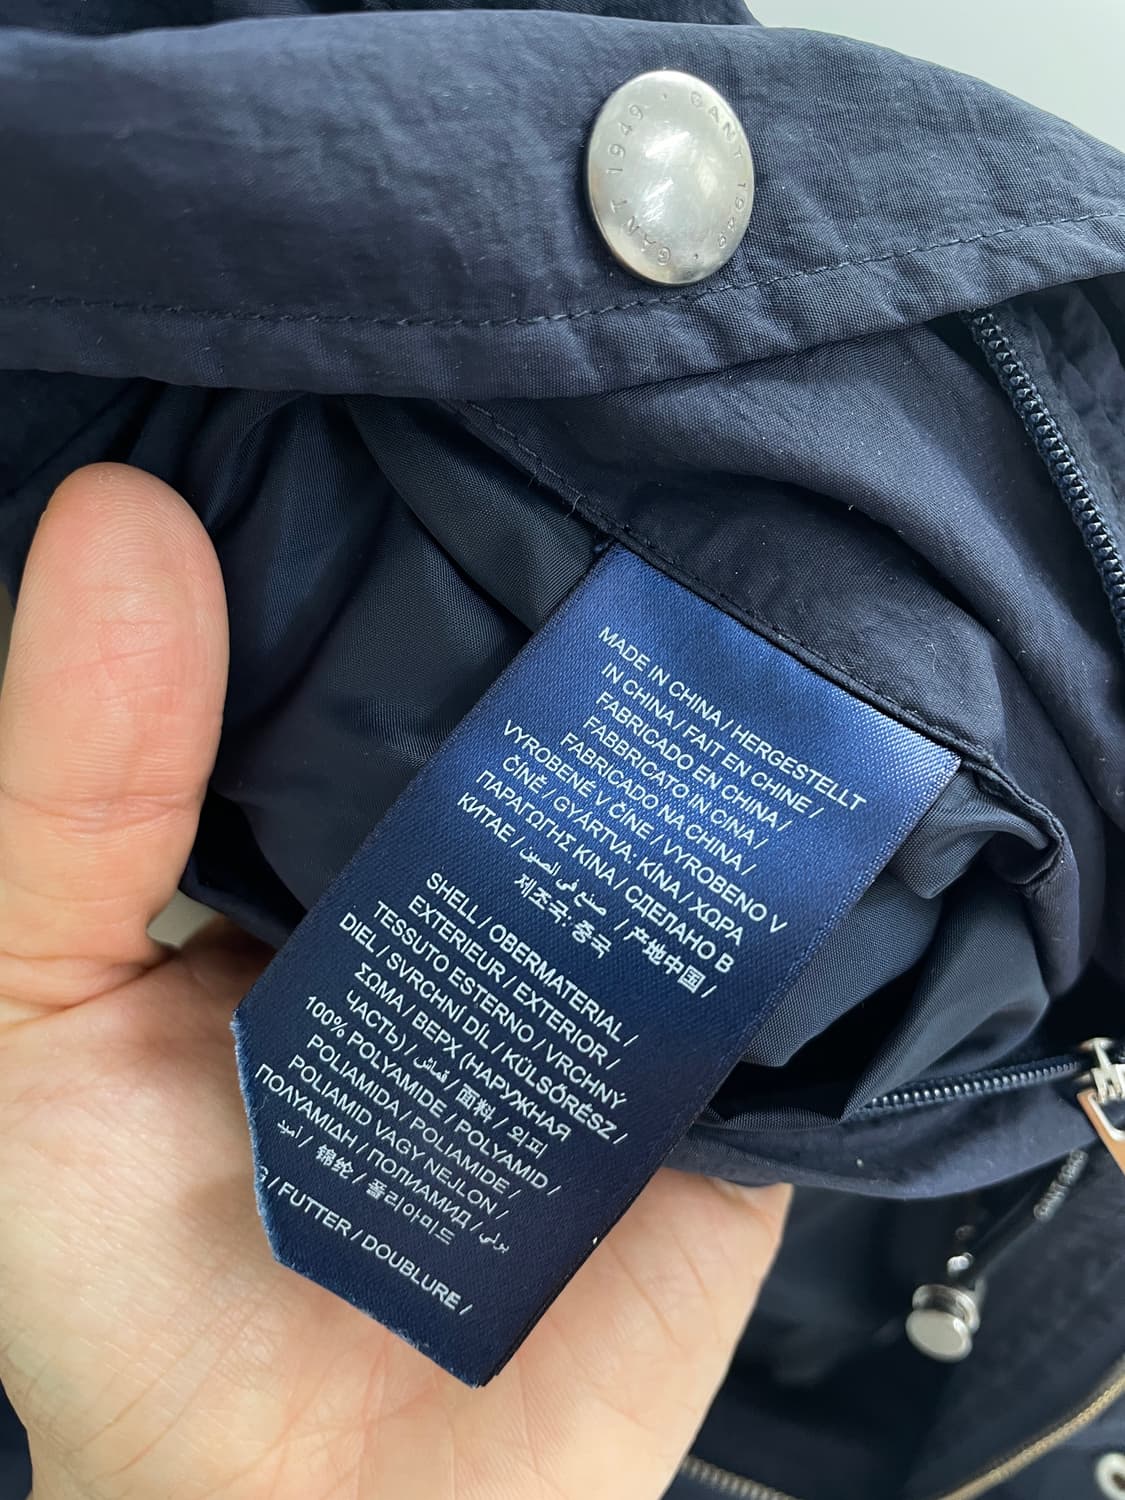 GANT 1949 · GANT 1949 ·
MADE IN CHINA / HERGESTELLT
IN CHINA / FAIT EN CHINE /
FABRICADO EN CHINA /
FABBRICATO IN CINA /
FABRICADO NA CHINA /
VYROBENÉ V ČÍNE / VYROBENO V
ČÍNĚ / GYÁRTVA: KÍNA / ΧΩΡΑ
ΠΑΡΑΓΩΓΗΣ ΚΙΝΑ / СДЕЛАНО В
КИТАЕ / صنع في الصين / 产地中国 /
제조국: 중국
SHELL / OBERMATERIAL /
EXTERIEUR / EXTERIOR /
TESSUTO ESTERNO / VRCHNÝ
DIEL / SVRCHNÍ DÍL / KÜLSŐRÉSZ /
ΣΩΜΑ / ВЕРХ (НАРУЖНАЯ
ЧАСТЬ) / قماش / 面料 / 외피
100% POLYAMIDE / POLYAMID /
POLIAMIDA / POLIAMIDE /
POLIAMID VAGY NEJLON /
ΠΟΛΥΑΜΙΔΗ / ПОЛИАМИД / بولي
أميد / 锦纶 / 폴리아미드
/ FUTTER / DOUBLURE /